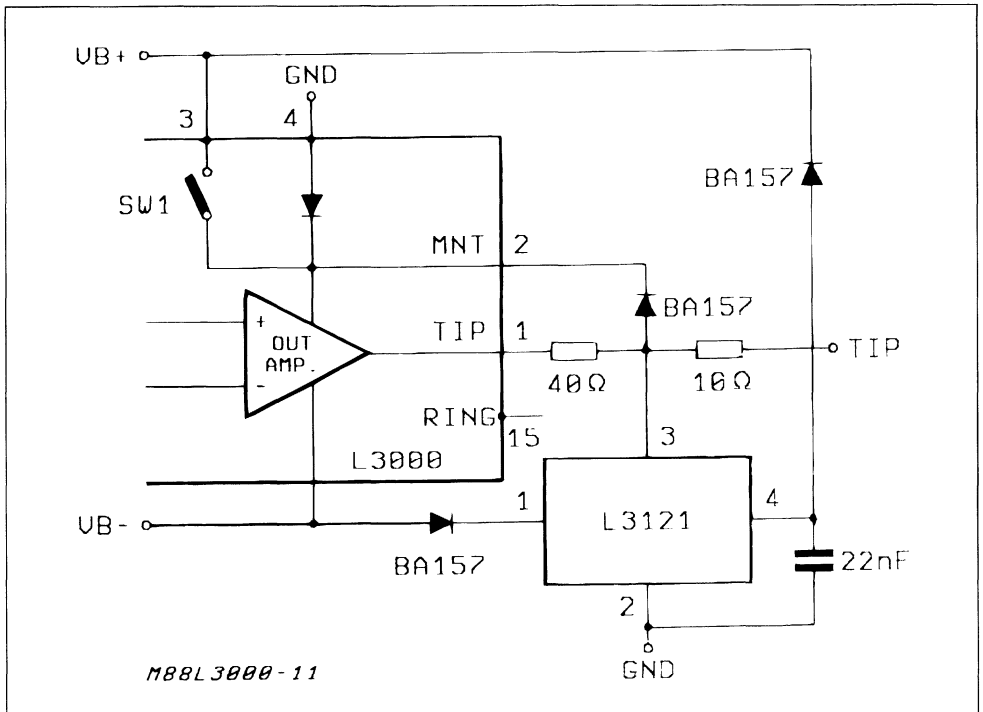 VB+
GND
3
4
BA157
SW1
MNT
2
BA157
+
OUT
AMP.
-
TIP
1
TIP
40Ω
10Ω
RING
15
3
L3000
1
4
L3121
VB-
BA157
22nF
2
GND
M88L3000-11